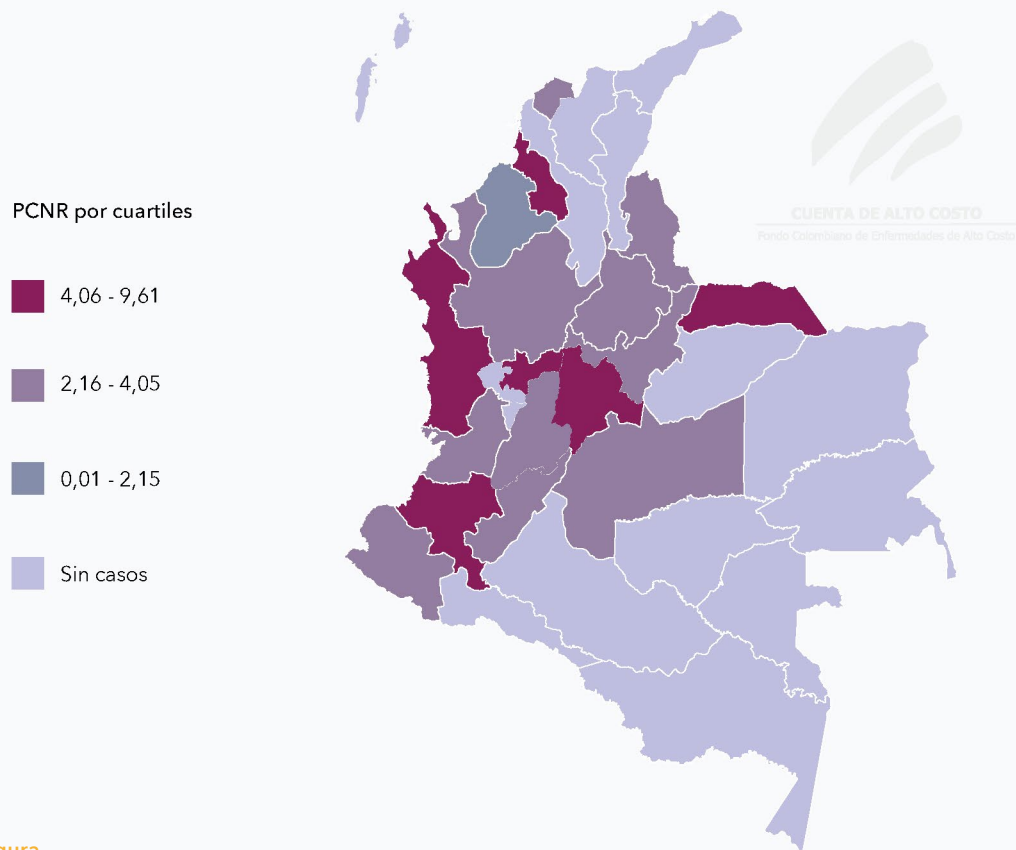 CUENTA DE ALTO COSTO
Fondo Colombiano de Enfermedades de Alto Costo
PCNR por cuartiles
4,06 - 9,61
2,16 - 4,05
0,01 - 2,15
Sin casos